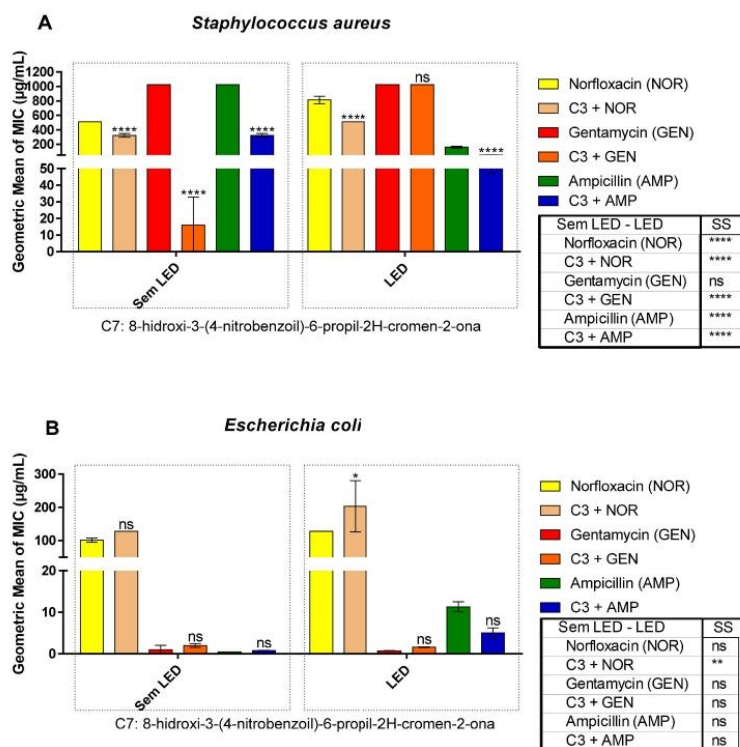 A
Staphylococcus aureus
Geometric Mean of MIC (µg/mL)
1200
1000
800
600
400
200
50
40
30
20
10
0
****
****
****
****
ns
****
Sem LED
LED
C7: 8-hidroxi-3-(4-nitrobenzoil)-6-propil-2H-cromen-2-ona
Norfloxacin (NOR)
C3 + NOR
Gentamycin (GEN)
C3 + GEN
Ampicillin (AMP)
C3 + AMP
Sem LED - LED SS
Norfloxacin (NOR) ****
C3 + NOR ****
Gentamycin (GEN) ns
C3 + GEN ****
Ampicillin (AMP) ****
C3 + AMP ****
B
Escherichia coli
Geometric Mean of MIC (µg/mL)
300
200
100
20
10
0
ns
ns
ns
*
ns
ns
Sem LED
LED
C7: 8-hidroxi-3-(4-nitrobenzoil)-6-propil-2H-cromen-2-ona
Norfloxacin (NOR)
C3 + NOR
Gentamycin (GEN)
C3 + GEN
Ampicillin (AMP)
C3 + AMP
Sem LED - LED SS
Norfloxacin (NOR) ns
C3 + NOR **
Gentamycin (GEN) ns
C3 + GEN ns
Ampicillin (AMP) ns
C3 + AMP ns